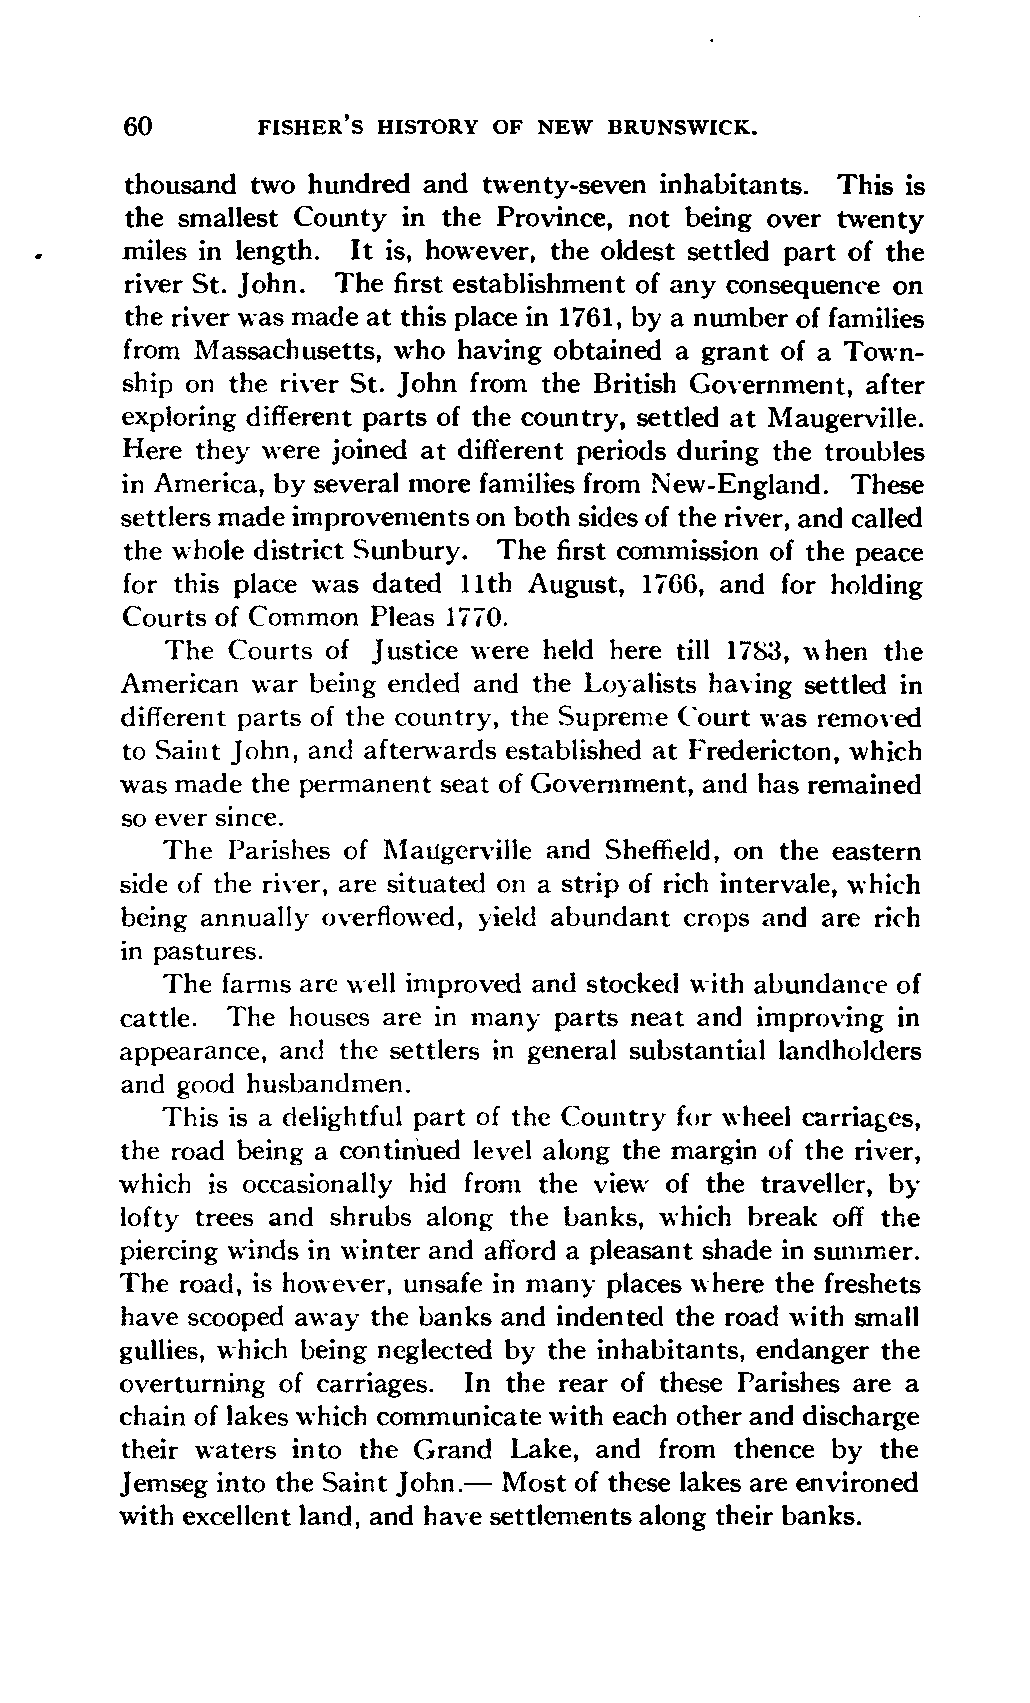 60 FISHER'S HISTORY OF NEW BRUNSWICK.
thousand two hundred and twenty-seven inhabitants. This is
the smallest County in the Province, not being over twenty
miles in length. It is, however, the oldest settled part of the
river St. John. The first establishment of any consequence on
the river was made at this place in 1761, by a number of families
from Massachusetts, who having obtained a grant of a Town-
ship on the river St. John from the British Government, after
exploring different parts of the country, settled at Maugerville.
Here they were joined at different periods during the troubles
in America, by several more families from New-England. These
settlers made improvements on both sides of the river, and called
the whole district Sunbury. The first commission of the peace
for this place was dated 11th August, 1766, and for holding
Courts of Common Pleas 1770.
The Courts of Justice were held here till 1783, when the
American war being ended and the Loyalists having settled in
different parts of the country, the Supreme Court was removed
to Saint John, and afterwards established at Fredericton, which
was made the permanent seat of Government, and has remained
so ever since.
The Parishes of Maugerville and Sheffield, on the eastern
side of the river, are situated on a strip of rich intervale, which
being annually overflowed, yield abundant crops and are rich
in pastures.
The farms are well improved and stocked with abundance of
cattle. The houses are in many parts neat and improving in
appearance, and the settlers in general substantial landholders
and good husbandmen.
This is a delightful part of the Country for wheel carriages,
the road being a continued level along the margin of the river,
which is occasionally hid from the view of the traveller, by
lofty trees and shrubs along the banks, which break off the
piercing winds in winter and afford a pleasant shade in summer.
The road, is however, unsafe in many places where the freshets
have scooped away the banks and indented the road with small
gullies, which being neglected by the inhabitants, endanger the
overturning of carriages. In the rear of these Parishes are a
chain of lakes which communicate with each other and discharge
their waters into the Grand Lake, and from thence by the
Jemseg into the Saint John.— Most of these lakes are environed
with excellent land, and have settlements along their banks.